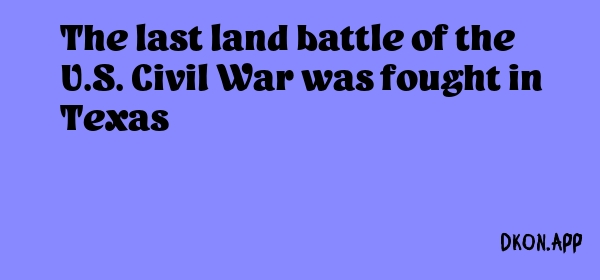 The last land battle of the
U.S. Civil War was fought in
Texas
DKON.APP